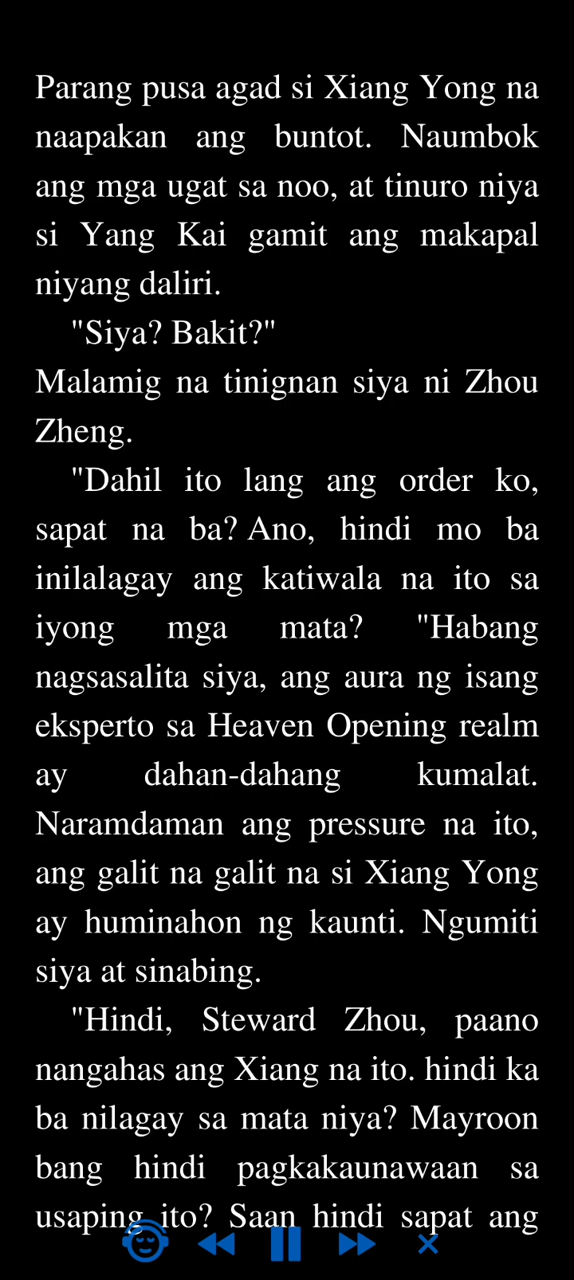 Parang pusa agad si Xiang Yong na
naapakan ang buntot. Naumbok
ang mga ugat sa noo, at tinuro niya
si Yang Kai gamit ang makapal
niyang daliri.
"Siya? Bakit?"
Malamig na tinignan siya ni Zhou
Zheng.
"Dahil ito lang ang order ko,
sapat na ba? Ano, hindi mo ba
inilalagay ang katiwala na ito sa
iyong mga mata? "Habang
nagsasalita siya, ang aura ng isang
eksperto sa Heaven Opening realm
ay dahan-dahang kumalat.
Naramdaman ang pressure na ito,
ang galit na galit na si Xiang Yong
ay huminahon ng kaunti. Ngumiti
siya at sinabing.
"Hindi, Steward Zhou, paano
nangahas ang Xiang na ito. hindi ka
ba nilagay sa mata niya? Mayroon
bang hindi pagkakaunawaan sa
usaping ito? Saan hindi sapat ang